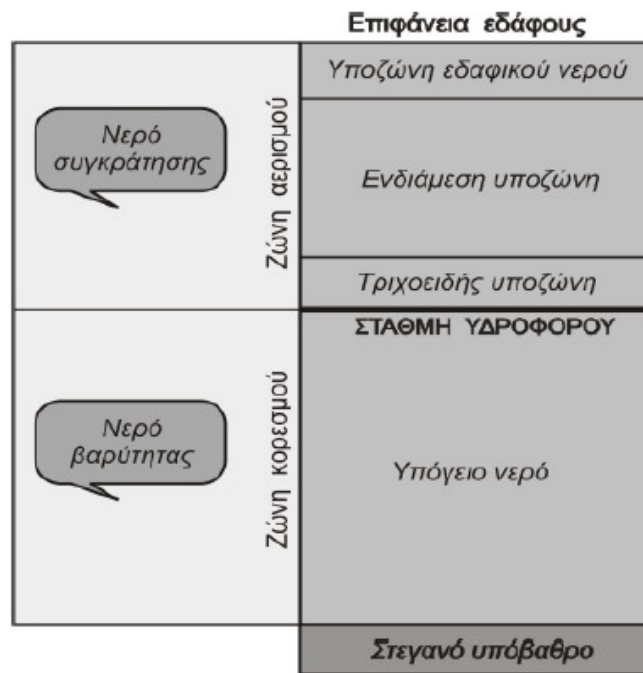 Επιφάνεια εδάφους
Υποζώνη εδαφικού νερού
Νερό
συγκράτησης
Ζώνη αερισμού
Ενδιάμεση υποζώνη
Τριχοειδής υποζώνη
ΣΤΑΘΜΗ ΥΔΡΟΦΟΡΟΥ
Νερό
βαρύτητας
Ζώνη κορεσμού
Υπόγειο νερό
Στεγανό υπόβαθρο